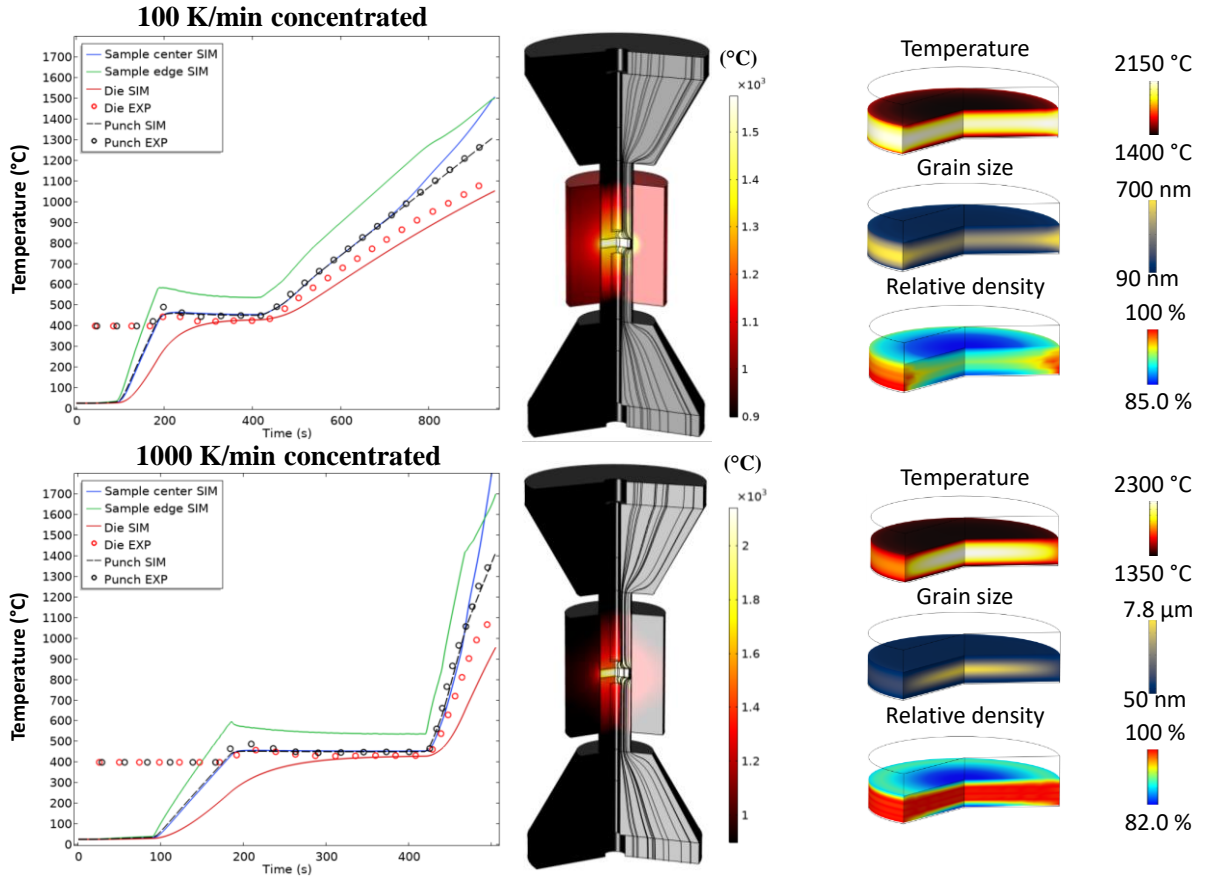 100 K/min concentrated
1700
1600
1500
1400
1300
1200
1100
1000
900
800
700
600
500
400
300
200
100
0
Temperature (°C)
Sample center SIM
Sample edge SIM
Die SIM
Die EXP
Punch SIM
Punch EXP
0
200
400
600
800
Time (s)
(°C)
×10³
1.5
1.4
1.3
1.2
1.1
1
0.9
Temperature
2150 °C
1400 °C
Grain size
700 nm
90 nm
Relative density
100 %
85.0 %
1000 K/min concentrated
1700
1600
1500
1400
1300
1200
1100
1000
900
800
700
600
500
400
300
200
100
0
Temperature (°C)
Sample center SIM
Sample edge SIM
Die SIM
Die EXP
Punch SIM
Punch EXP
0
100
200
300
400
Time (s)
(°C)
×10³
2
1.8
1.6
1.4
1.2
1
Temperature
2300 °C
1350 °C
Grain size
7.8 µm
50 nm
Relative density
100 %
82.0 %